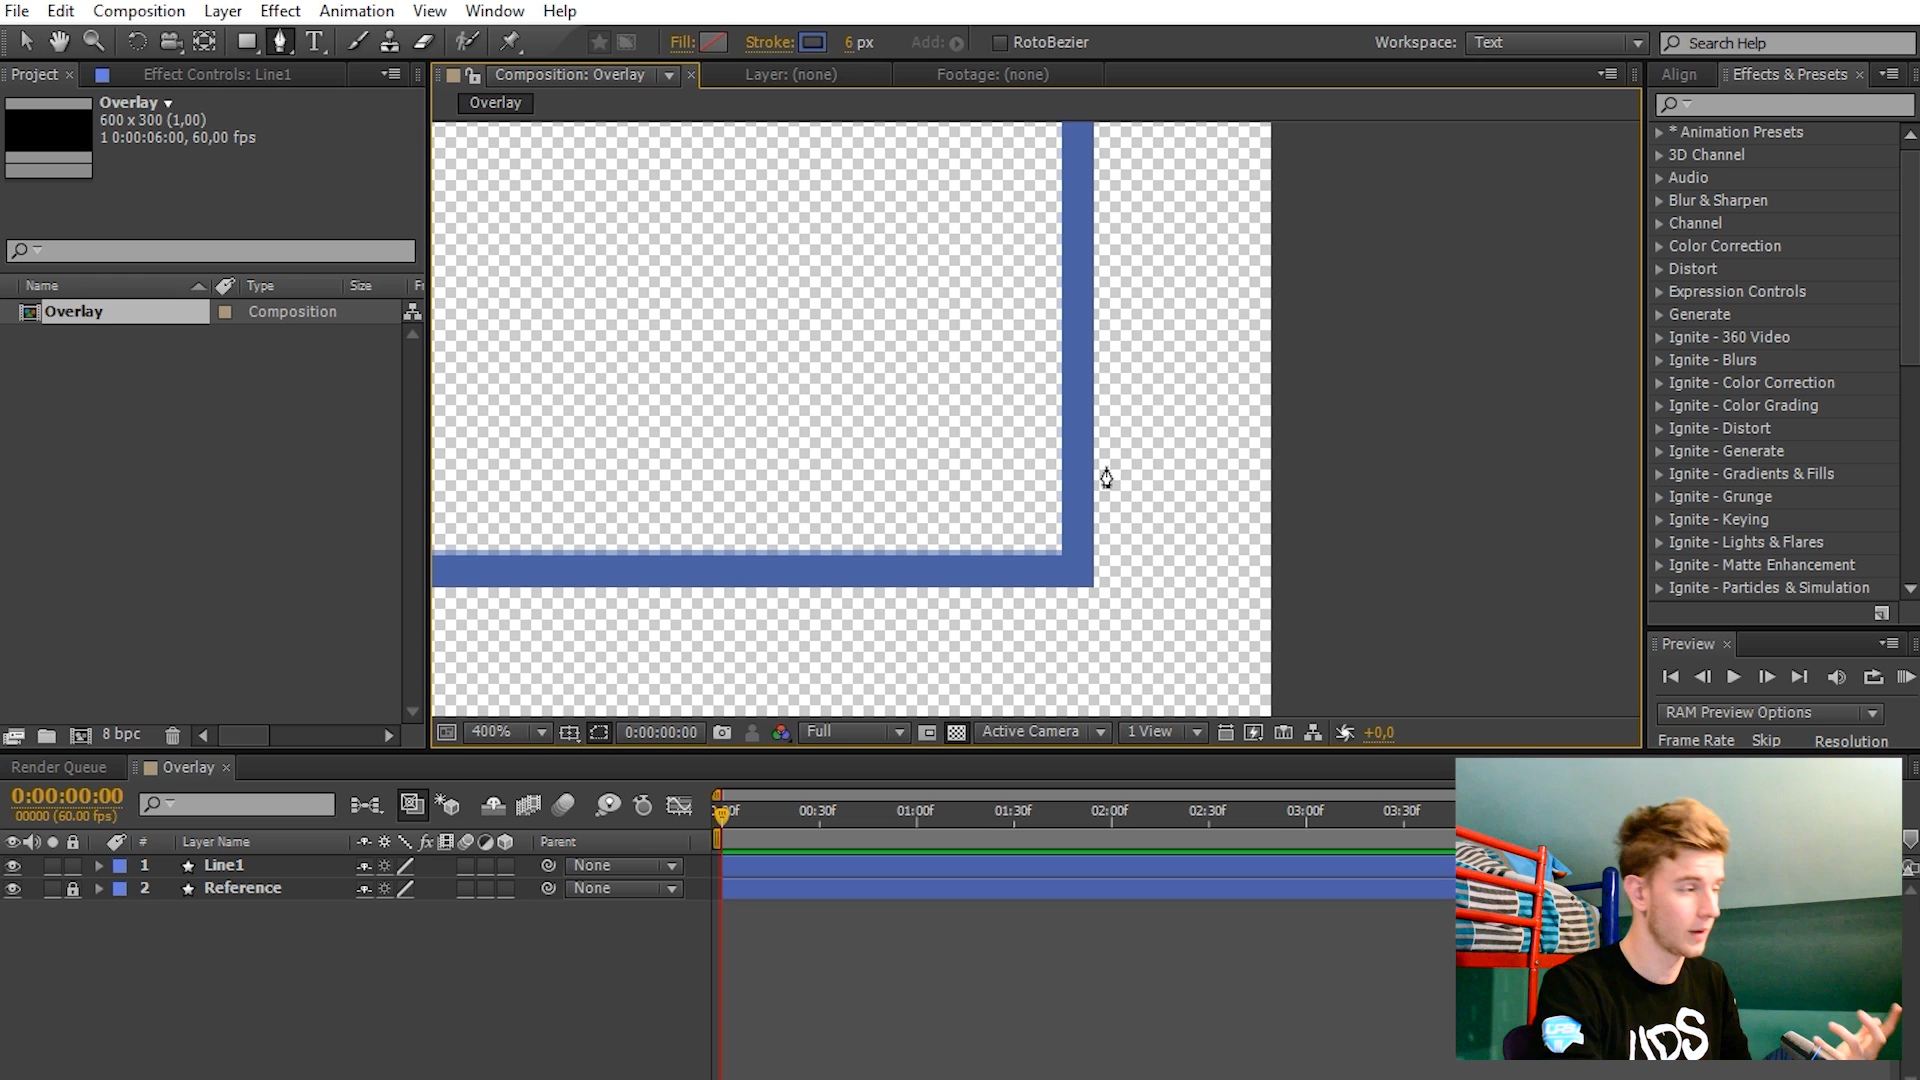 File Edit Composition Layer Effect Animation View Window Help
Fill: Stroke: 6 px Add: RotoBezier Workspace: Text Search Help
Project × Effect Controls: Line1 Composition: Overlay × Layer: (none) Footage: (none) Align Effects & Presets ×
Overlay
600 x 300 (1,00)
1 0:00:06:00, 60,00 fps
Overlay
Name Type Size Fr
Overlay Composition
* Animation Presets
3D Channel
Audio
Blur & Sharpen
Channel
Color Correction
Distort
Expression Controls
Generate
Ignite - 360 Video
Ignite - Blurs
Ignite - Color Correction
Ignite - Color Grading
Ignite - Distort
Ignite - Generate
Ignite - Gradients & Fills
Ignite - Grunge
Ignite - Keying
Ignite - Lights & Flares
Ignite - Matte Enhancement
Ignite - Particles & Simulation
Preview ×
RAM Preview Options
Frame Rate Skip Resolution
8 bpc
400% 0:00:00:00 Full Active Camera 1 View +0,0
Render Queue Overlay ×
0:00:00:00
00000 (60.00 fps)
00:30f 01:00f 01:30f 02:00f 02:30f 03:00f 03:30f
# Layer Name fx Parent
1 Line1 None
2 Reference None